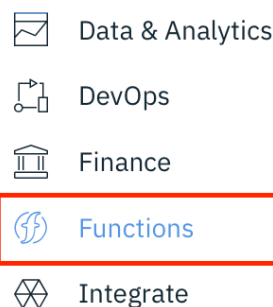 Data & Analytics
DevOps
Finance
Functions
Integrate